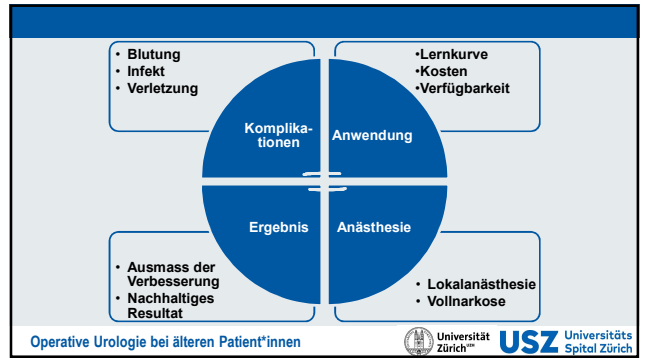 • Blutung
• Infekt
• Verletzung
•Lernkurve
•Kosten
•Verfügbarkeit
Komplika-
tionen
Anwendung
Ergebnis
Anästhesie
• Ausmass der
Verbesserung
• Nachhaltiges
Resultat
• Lokalanästhesie
• Vollnarkose
Operative Urologie bei älteren Patient*innen
Universität
Zürich UZH
USZ
Universitäts
Spital Zürich